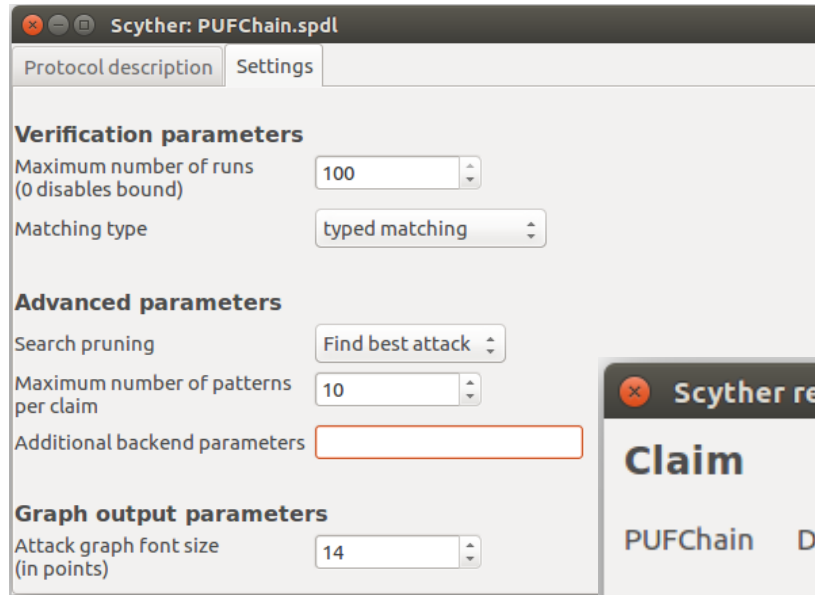 Scyther: PUFChain.spdl
Protocol description Settings
Verification parameters
Maximum number of runs
(0 disables bound)
100
Matching type
typed matching
Advanced parameters
Search pruning
Find best attack
Maximum number of patterns
per claim
10
Additional backend parameters
Graph output parameters
Attack graph font size
(in points)
14
Scyther re
Claim
PUFChain D